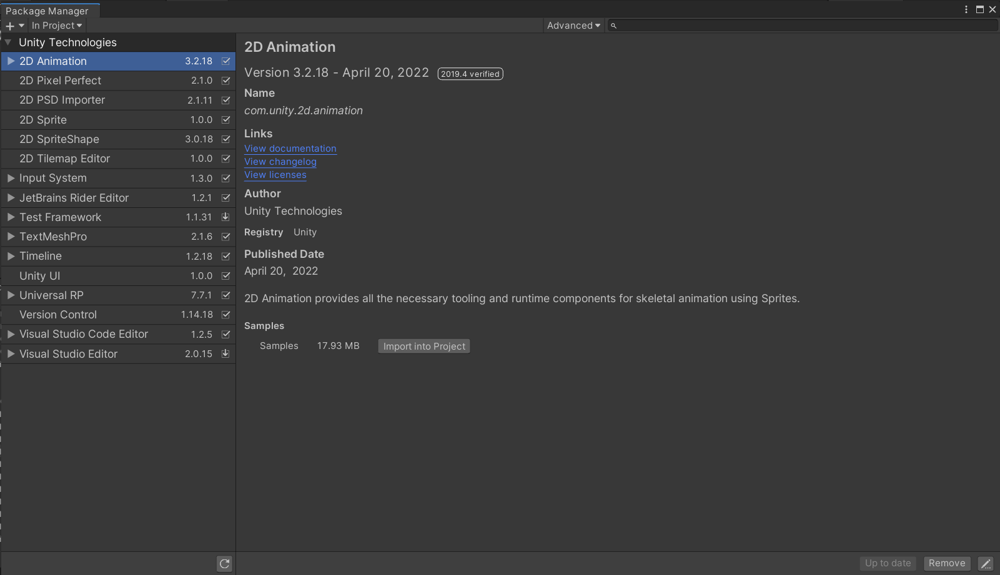 Package Manager
In Project
Advanced
Unity Technologies
2D Animation 3.2.18
2D Pixel Perfect 2.1.0
2D PSD Importer 2.1.11
2D Sprite 1.0.0
2D SpriteShape 3.0.18
2D Tilemap Editor 1.0.0
Input System 1.3.0
JetBrains Rider Editor 1.2.1
Test Framework 1.1.31
TextMeshPro 2.1.6
Timeline 1.2.18
Unity UI 1.0.0
Universal RP 7.7.1
Version Control 1.14.18
Visual Studio Code Editor 1.2.5
Visual Studio Editor 2.0.15
2D Animation
Version 3.2.18 - April 20, 2022 2019.4 verified
Name
com.unity.2d.animation
Links
View documentation
View changelog
View licenses
Author
Unity Technologies
Registry Unity
Published Date
April 20, 2022
2D Animation provides all the necessary tooling and runtime components for skeletal animation using Sprites.
Samples
Samples 17.93 MB Import into Project
Up to date Remove